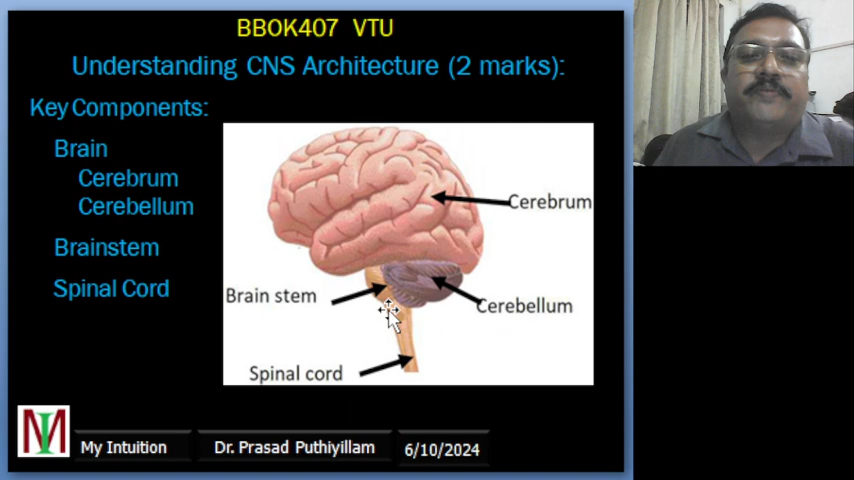 BBOK407 VTU
Understanding CNS Architecture (2 marks):
Key Components:
Brain
Cerebrum
Cerebellum
Brainstem
Spinal Cord
Cerebrum
Brain stem
Cerebellum
Spinal cord
MI
My Intuition
Dr. Prasad Puthiyillam
6/10/2024